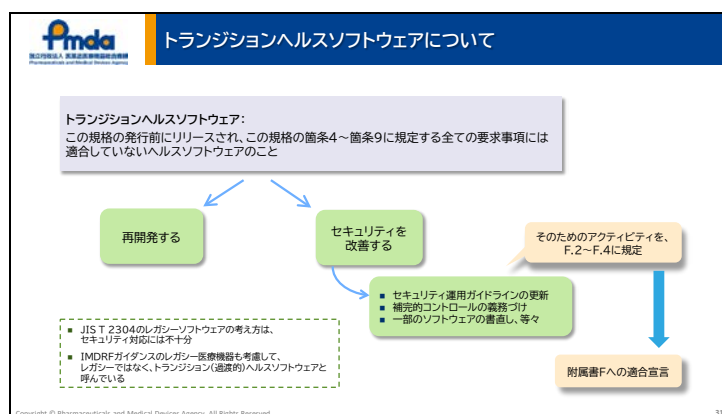 Pmda
独立行政法人 医薬品医療機器総合機構
Pharmaceuticals and Medical Devices Agency
トランジションヘルスソフトウェアについて
トランジションヘルスソフトウェア:
この規格の発行前にリリースされ、この規格の箇条4~箇条9に規定する全ての要求事項には
適合していないヘルスソフトウェアのこと
再開発する
セキュリティを
改善する
そのためのアクティビティを、
F.2~F.4に規定
■ セキュリティ運用ガイドラインの更新
■ 補完的コントロールの義務づけ
■ 一部のソフトウェアの書直し、等々
■ JIS T 2304のレガシーソフトウェアの考え方は、
セキュリティ対応には不十分
■ IMDRFガイダンスのレガシー医療機器も考慮して、
レガシーではなく、トランジション(過渡的)ヘルスソフトウェアと
呼んでいる
附属書Fへの適合宣言
Copyright © Pharmaceuticals and Medical Devices Agency, All Rights Reserved.
31